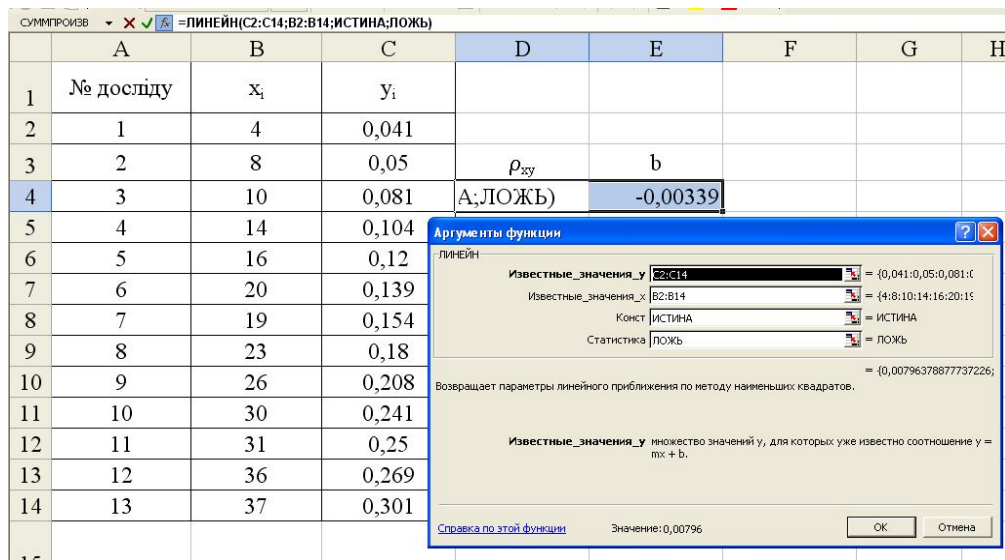 СУММПРОИЗВ =ЛИНЕЙН(C2:C14;B2:B14;ИСТИНА;ЛОЖЬ)
A B C D E F G H
1 № досліду xᵢ yᵢ
2 1 4 0,041
3 2 8 0,05 ρxy b
4 3 10 0,081 А;ЛОЖЬ) -0,00339
5 4 14 0,104
6 5 16 0,12
7 6 20 0,139
8 7 19 0,154
9 8 23 0,18
10 9 26 0,208
11 10 30 0,241
12 11 31 0,25
13 12 36 0,269
14 13 37 0,301
Аргументы функции
ЛИНЕЙН
Известные_значения_y C2:C14 = {0,041:0,05:0,081:0
Известные_значения_x B2:B14 = {4:8:10:14:16:20:19
Конст ИСТИНА = ИСТИНА
Статистика ЛОЖЬ = ЛОЖЬ
= {0,00796378877737226;
Возвращает параметры линейного приближения по методу наименьших квадратов.
Известные_значения_y множество значений y, для которых уже известно соотношение y =
mx + b.
Справка по этой функции Значение:0,00796 ОК Отмена